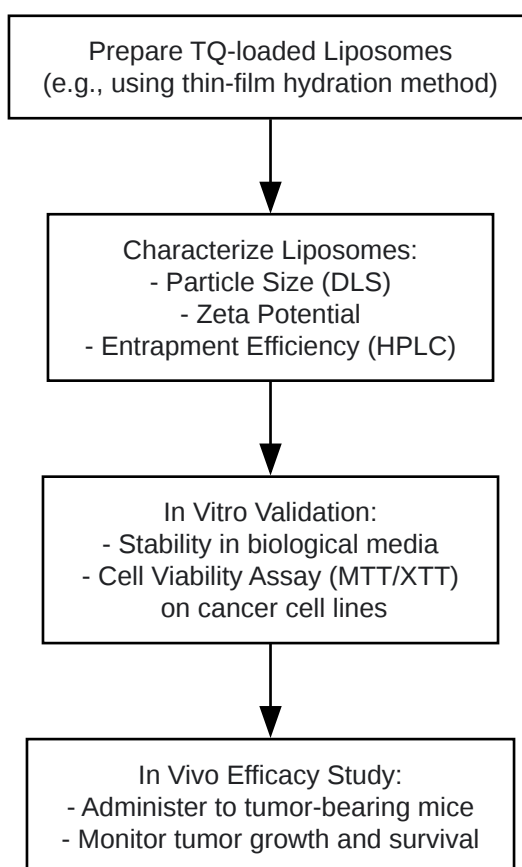 Prepare TQ-loaded Liposomes
(e.g., using thin-film hydration method)
Characterize Liposomes:
- Particle Size (DLS)
- Zeta Potential
- Entrapment Efficiency (HPLC)
In Vitro Validation:
- Stability in biological media
- Cell Viability Assay (MTT/XTT)
on cancer cell lines
In Vivo Efficacy Study:
- Administer to tumor-bearing mice
- Monitor tumor growth and survival